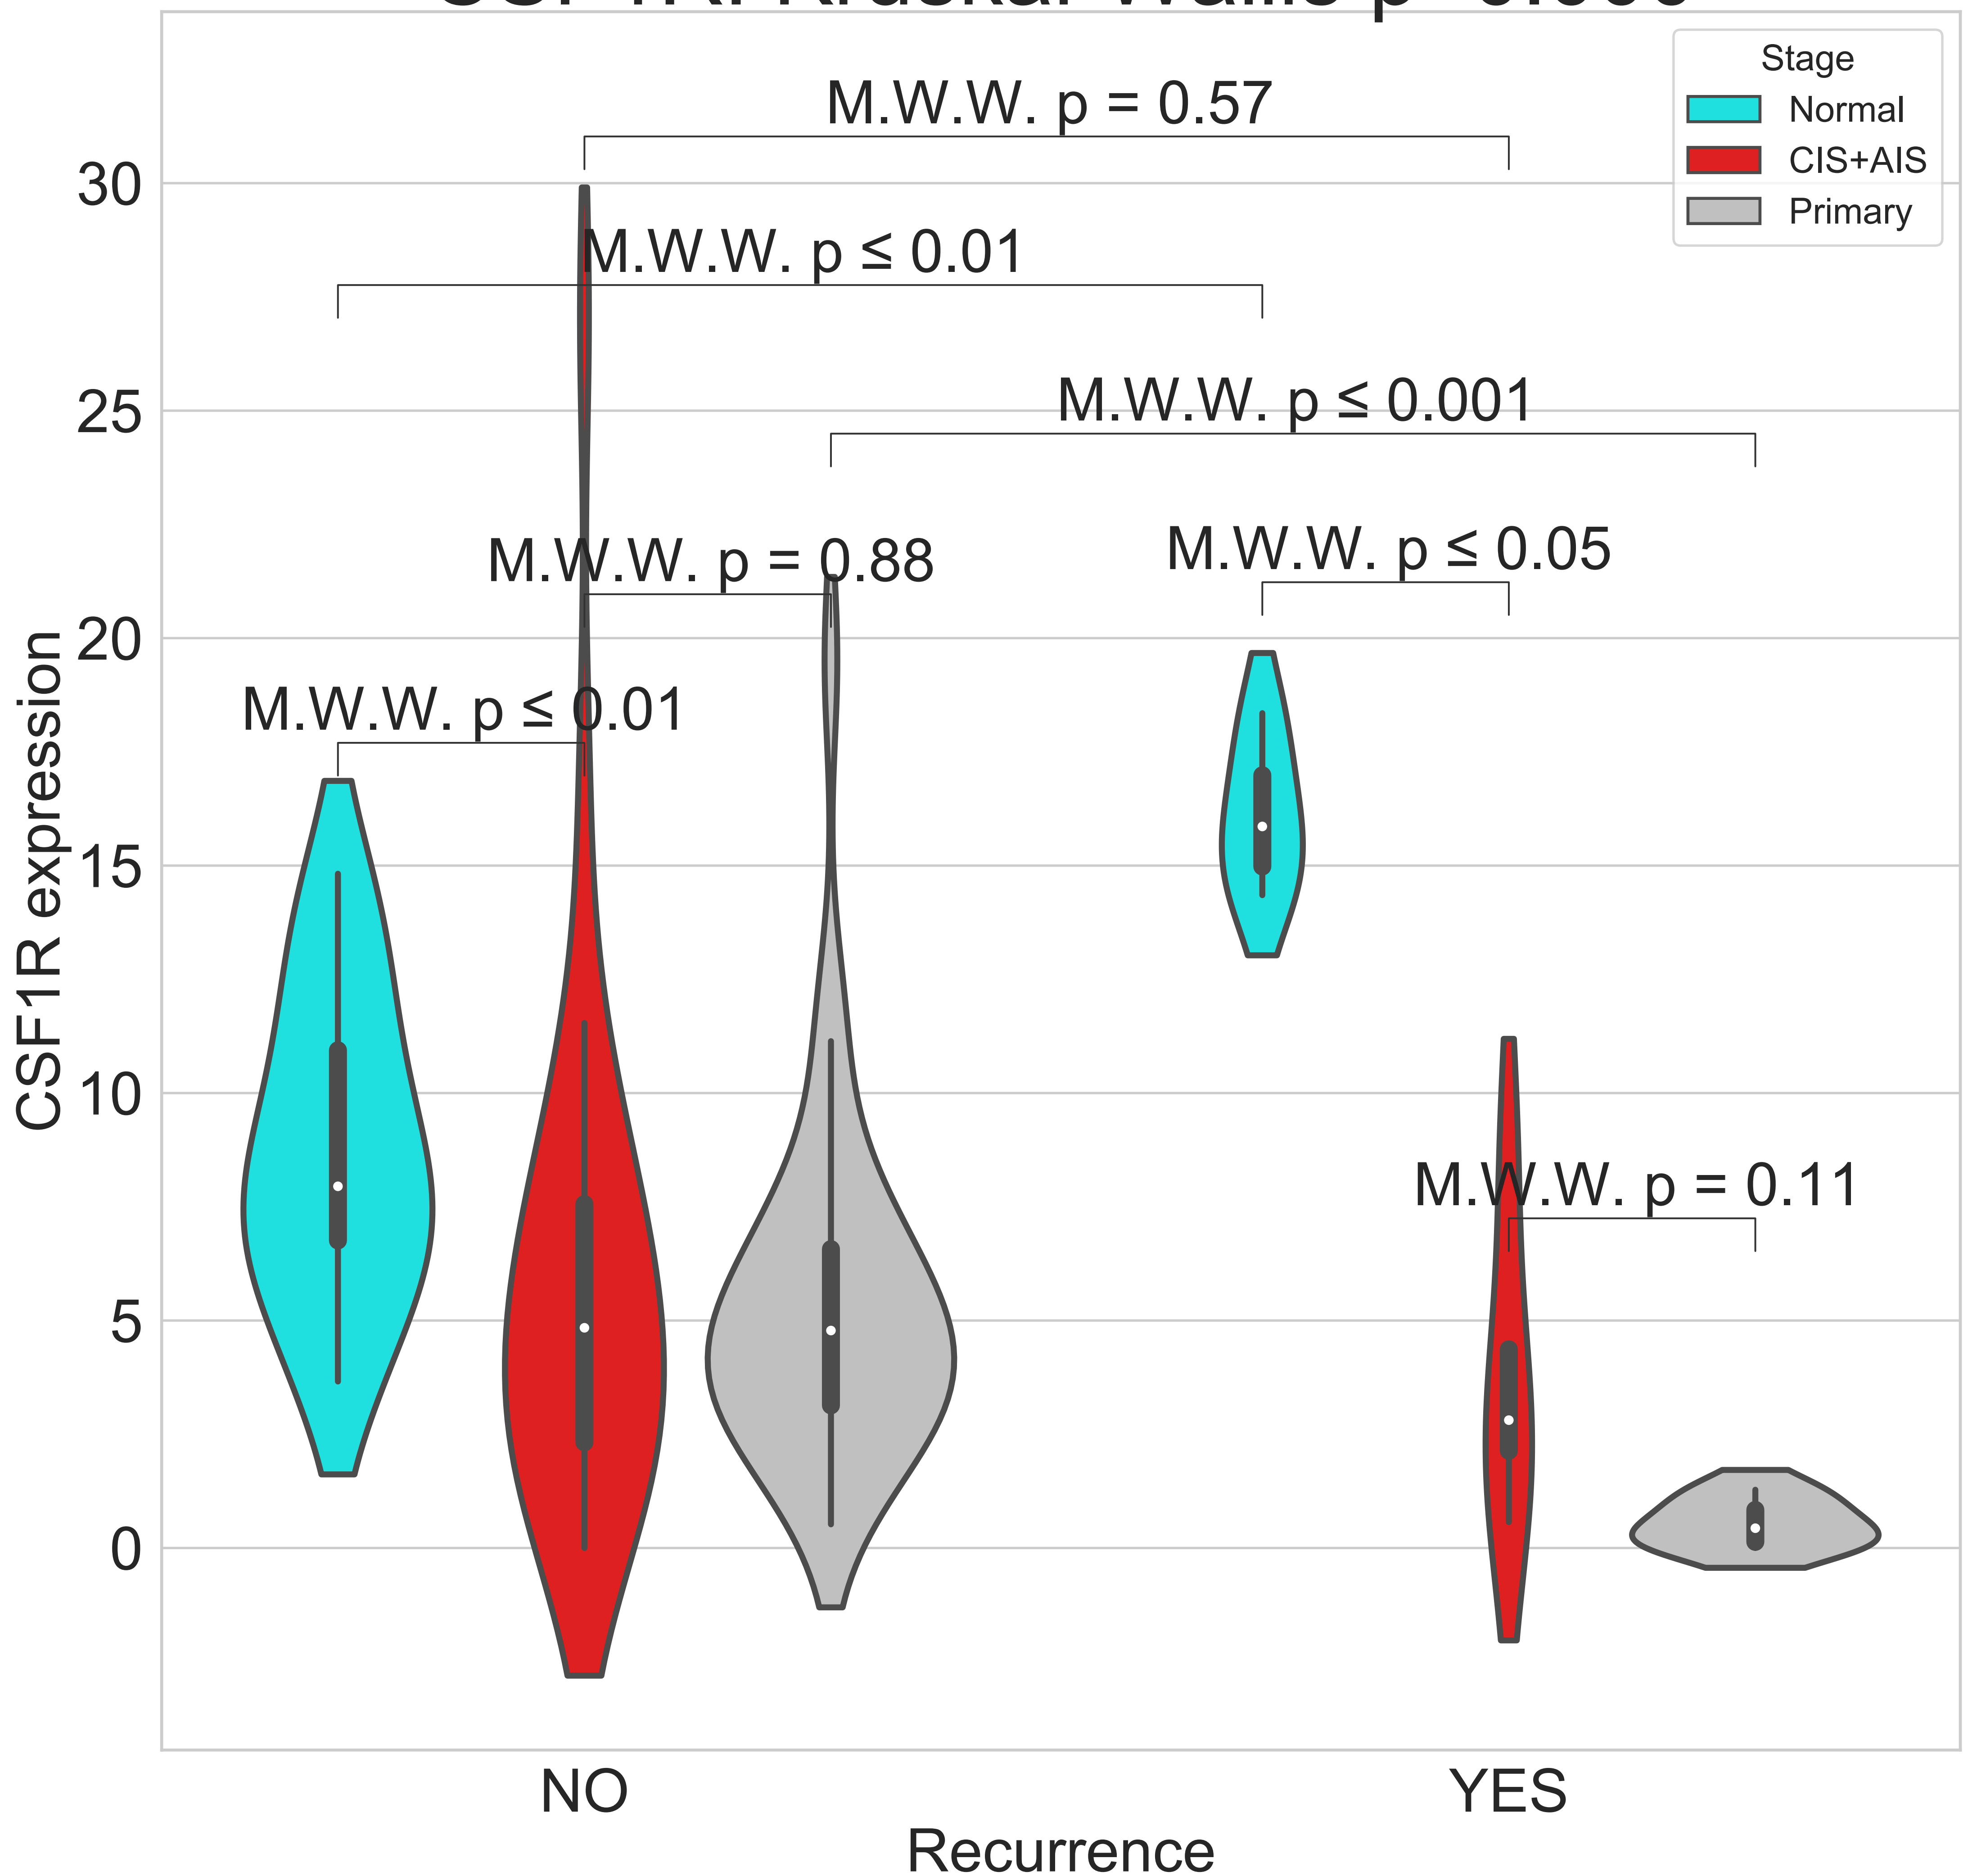 Stage
Normal
CIS+AIS
Primary
M.W.W. p = 0.57
M.W.W. p ≤ 0.01
M.W.W. p ≤ 0.001
M.W.W. p = 0.88
M.W.W. p ≤ 0.05
M.W.W. p ≤ 0.01
M.W.W. p = 0.11
30
25
20
15
10
5
0
CSF1R expression
NO
YES
Recurrence